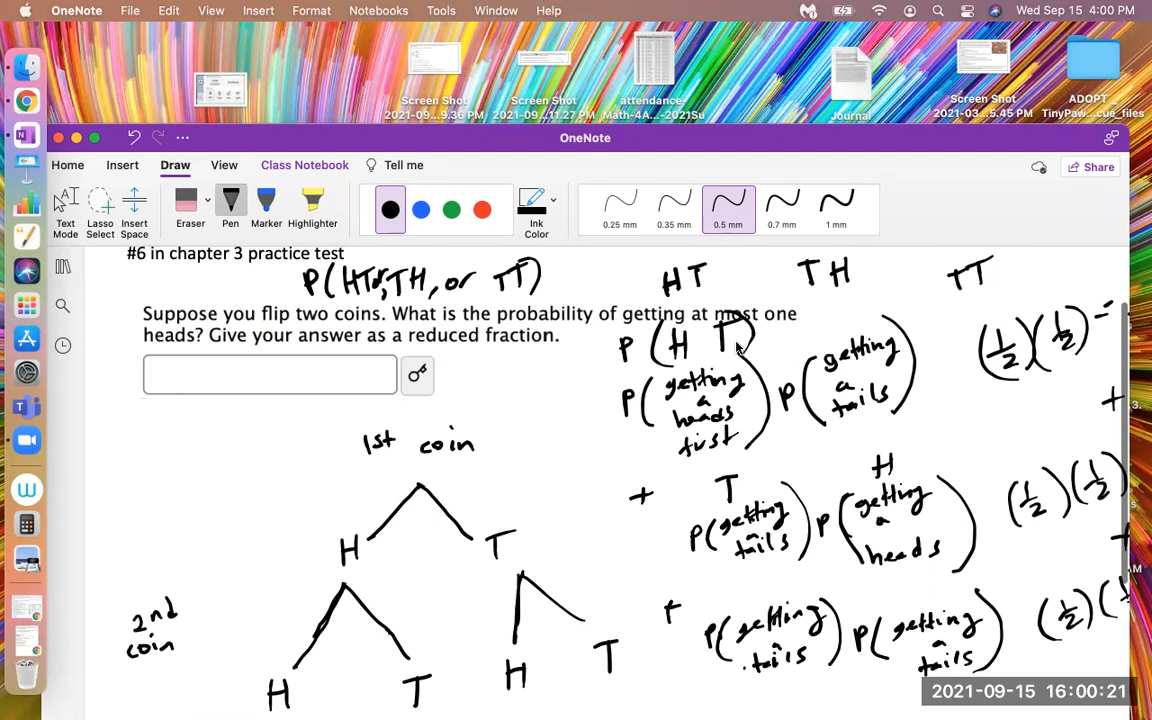 OneNote File Edit View Insert Format Notebooks Tools Window Help Wed Sep 15 4:00 PM
Screen Shot
2021-09...9.36 PM
Screen Shot
2021-09...11.27 PM
attendance-
Math-4A...-2021Su
Journal
Screen Shot
2021-03...5.45 PM
ADOPT_
TinyPaw...cue_files
OneNote
Home Insert Draw View Class Notebook Tell me Share
Text
Mode
Lasso
Select
Insert
Space
Eraser
Pen
Marker
Highlighter
Ink
Color
0.25 mm 0.35 mm 0.5 mm 0.7 mm 1 mm
#6 in chapter 3 practice test
P(HT, TH, or TT) HT TH TT
Suppose you flip two coins. What is the probability of getting at most one
heads? Give your answer as a reduced fraction.
P(H T)
P(getting a heads first) P(getting a tails) (1/2)(1/2) =
+
1st coin
+ T H
P(getting a tails) P(getting a heads) (1/2)(1/2)
+
H T
2nd
coin
+ P(getting a tails) P(getting a tails) (1/2)(1/
H T H T
2021-09-15 16:00:21